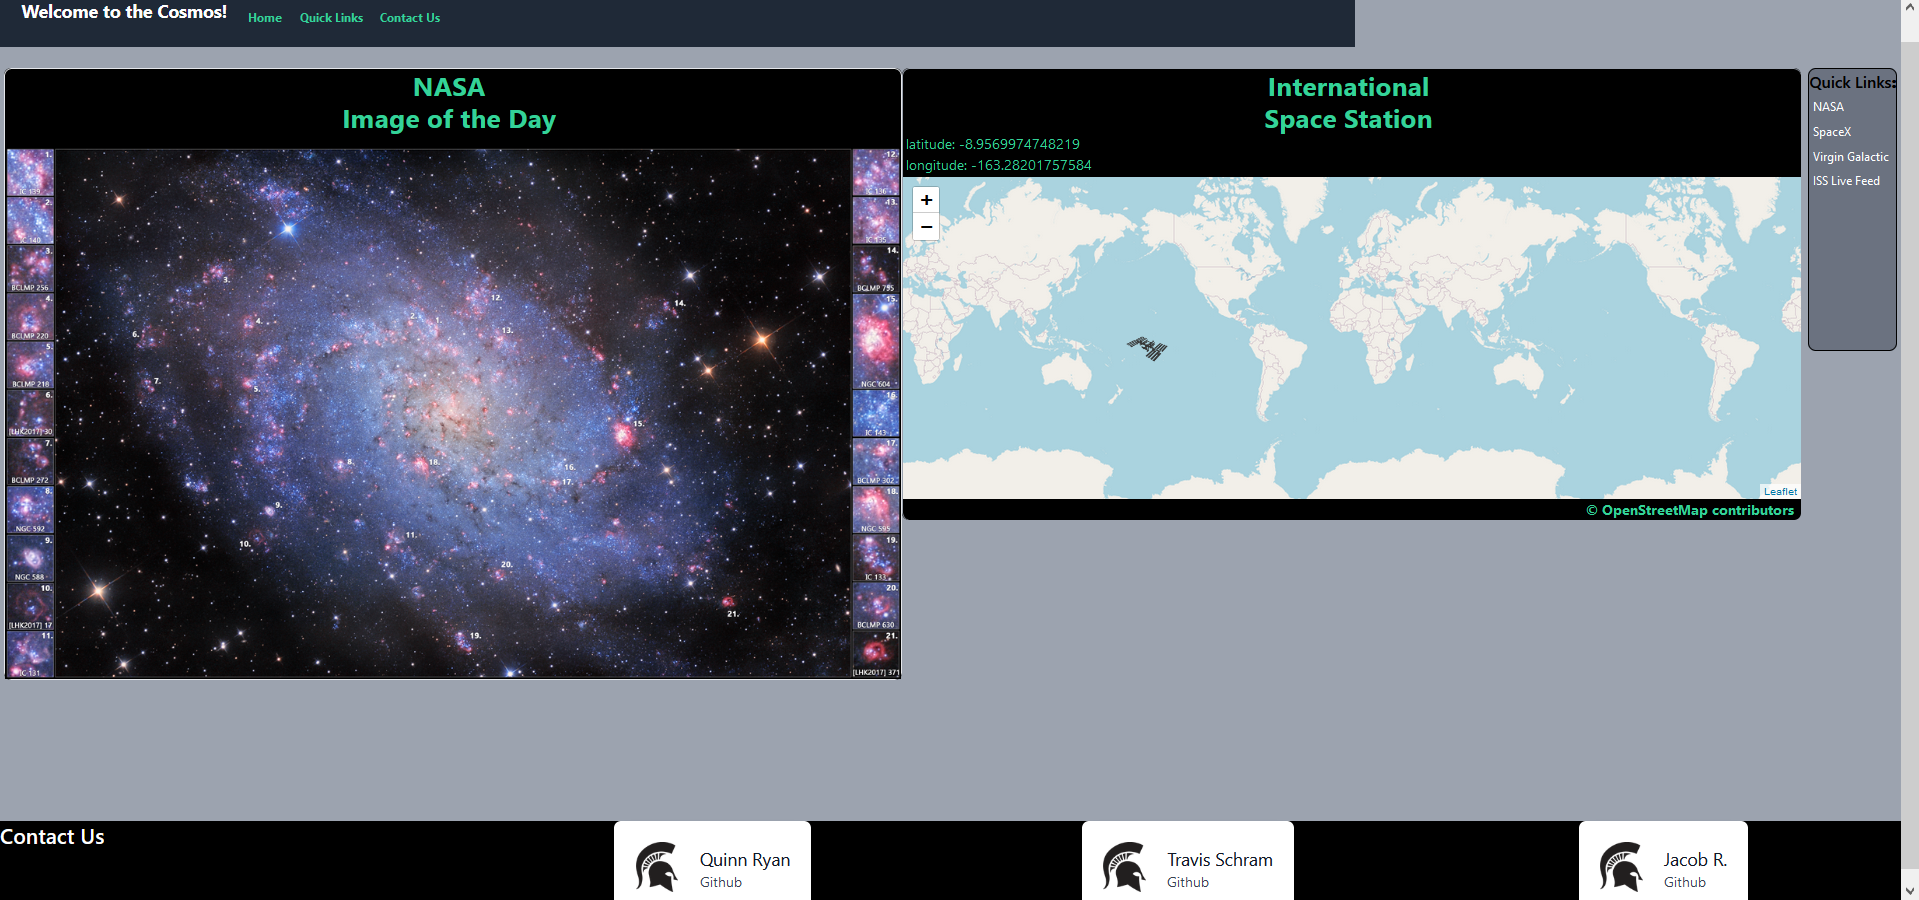 Welcome to the Cosmos!
Home
Quick Links
Contact Us
NASA
Image of the Day
1.
IC 139
2.
IC 140
3.
BCLMP 256
4.
BCLMP 220
5.
BCLMP 218
6.
[LHK2017] 30
7.
BCLMP 272
8.
NGC 592
9.
NGC 588
10.
[LHK2017] 17
11.
IC 131
3.
12.
2.
1.
14.
4.
13.
6.
7.
5.
15.
8.
18.
16.
17.
9.
11.
10.
20.
21.
19.
12.
IC 136
13.
IC 135
14.
BCLMP 755
15.
NGC 604
16.
IC 143
17.
BCLMP 302
18.
NGC 595
19.
IC 133
20.
BCLMP 630
21.
[LHK2017] 371
International
Space Station
latitude: -8.9569974748219
longitude: -163.28201757584
+
−
Leaflet
© OpenStreetMap contributors
Quick Links:
NASA
SpaceX
Virgin Galactic
ISS Live Feed
Contact Us
Quinn Ryan
Github
Travis Schram
Github
Jacob R.
Github